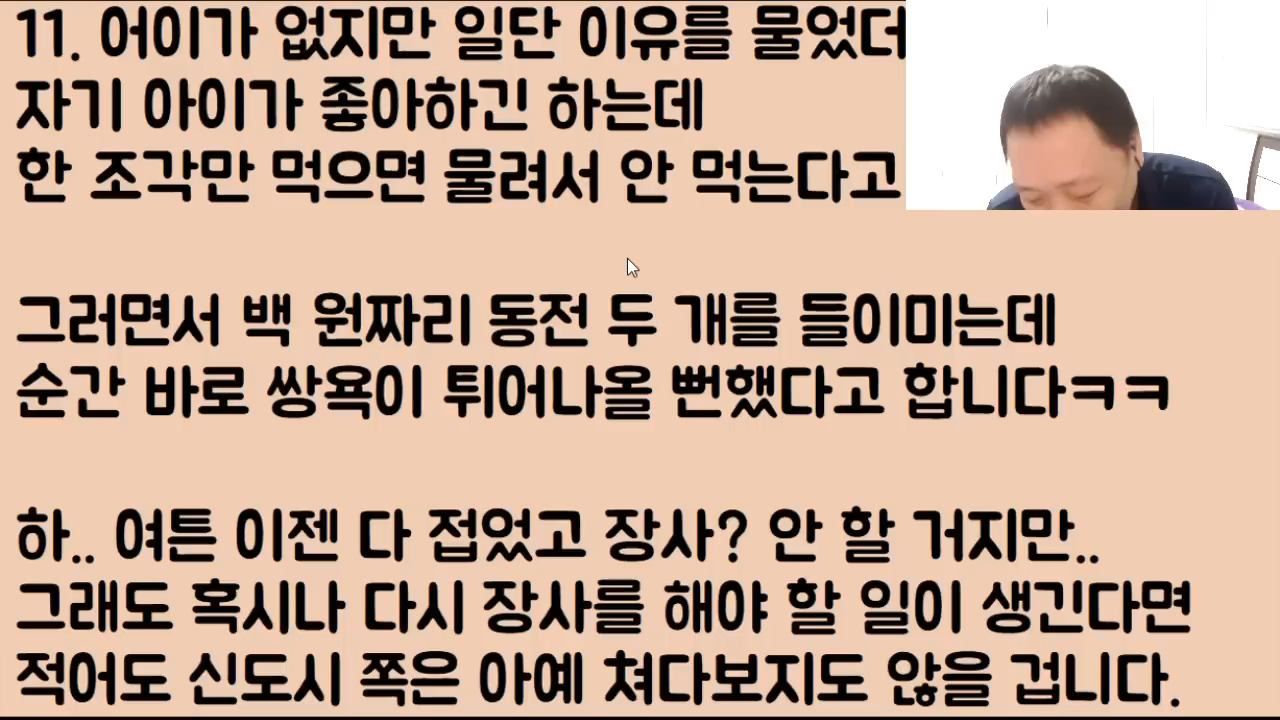 11. 어이가 없지만 일단 이유를 물었더
자기 아이가 좋아하긴 하는데
한 조각만 먹으면 물려서 안 먹는다고
그러면서 백 원짜리 동전 두 개를 들이미는데
순간 바로 쌍욕이 튀어나올 뻔했다고 합니다ㅋㅋ
하.. 여튼 이젠 다 접었고 장사? 안 할 거지만..
그래도 혹시나 다시 장사를 해야 할 일이 생긴다면
적어도 신도시 쪽은 아예 쳐다보지도 않을 겁니다.